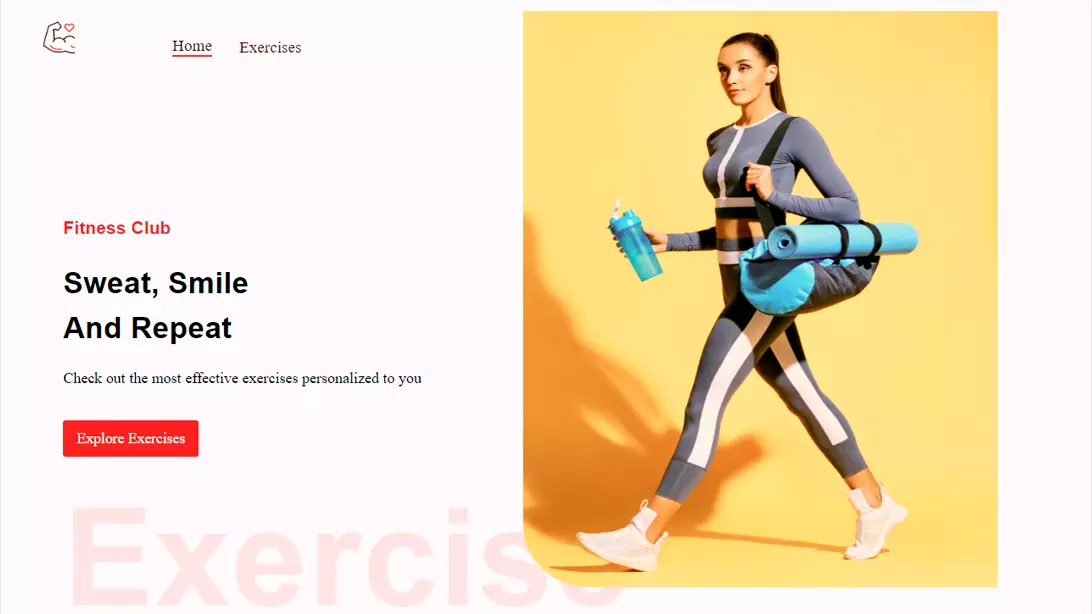 Home Exercises
Fitness Club
Sweat, Smile
And Repeat
Check out the most effective exercises personalized to you
Explore Exercises
Exercise